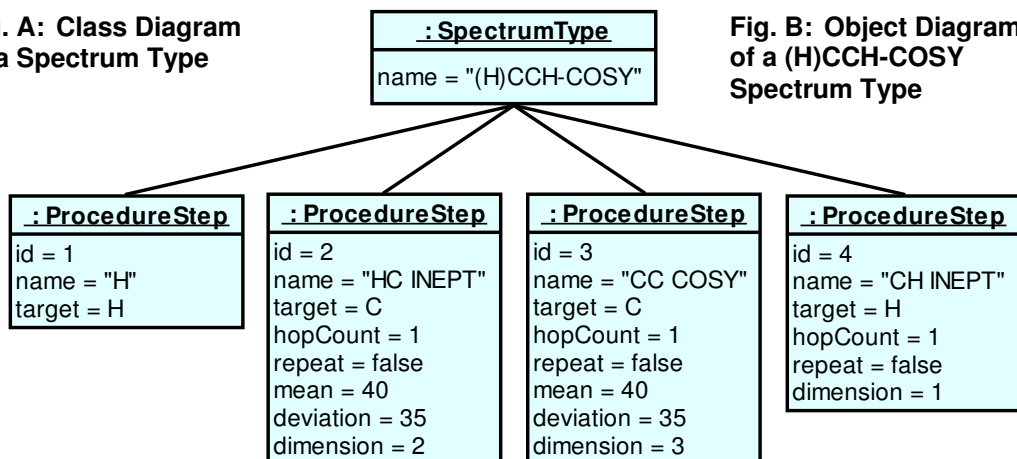 g. A: Class Diagram
a Spectrum Type
: SpectrumType
name = "(H)CCH-COSY"
Fig. B: Object Diagram
of a (H)CCH-COSY
Spectrum Type
: ProcedureStep
id = 1
name = "H"
target = H
: ProcedureStep
id = 2
name = "HC INEPT"
target = C
hopCount = 1
repeat = false
mean = 40
deviation = 35
dimension = 2
: ProcedureStep
id = 3
name = "CC COSY"
target = C
hopCount = 1
repeat = false
mean = 40
deviation = 35
dimension = 3
: ProcedureStep
id = 4
name = "CH INEPT"
target = H
hopCount = 1
repeat = false
dimension = 1